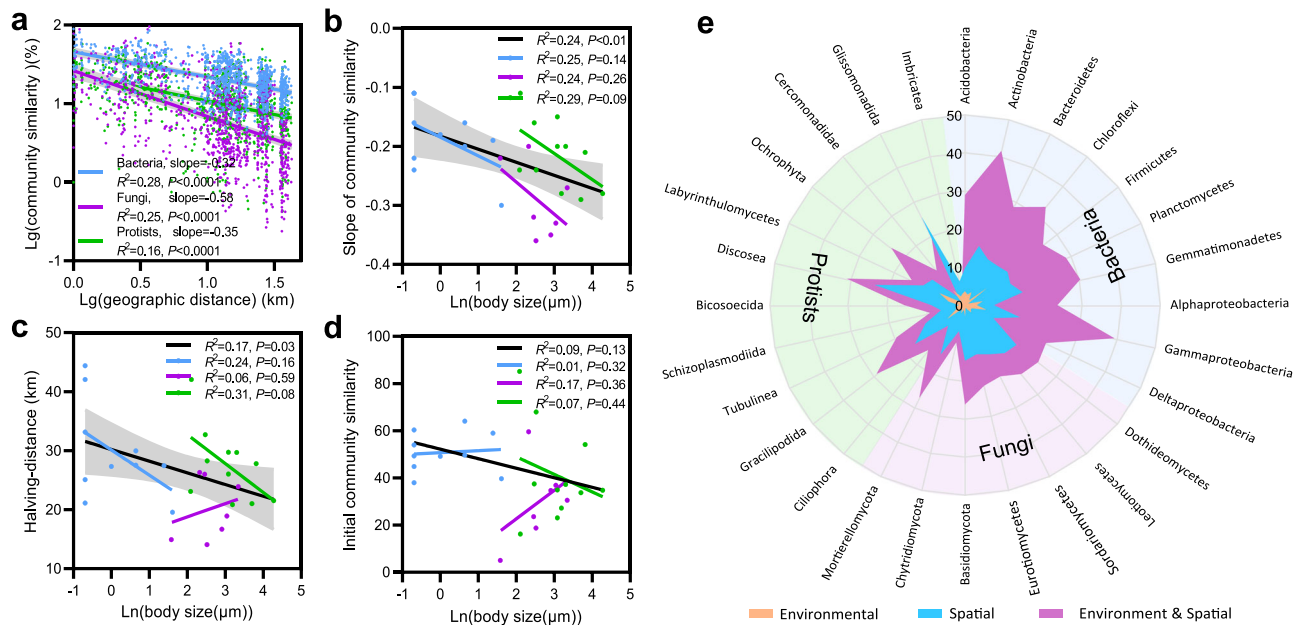 a
Lg(community similarity )(%)
2
1
0
-1
Bacteria, slope=-0.32
R²=0.28, P<0.0001
Fungi, slope=-0.58
R²=0.25, P<0.0001
Protists, slope=-0.35
R²=0.16, P<0.0001
0.0 0.5 1.0 1.5
Lg(geographic distance) (km)
b
Slope of community similarity
0.0
-0.1
-0.2
-0.3
-0.4
R²=0.24, P<0.01
R²=0.25, P=0.14
R²=0.24, P=0.26
R²=0.29, P=0.09
-1 0 1 2 3 4 5
Ln(body size(μm))
c
Halving-distance (km)
50
40
30
20
10
R²=0.17, P=0.03
R²=0.24, P=0.16
R²=0.06, P=0.59
R²=0.31, P=0.08
-1 0 1 2 3 4 5
Ln(body size(μm))
d
Initial community similarity
100
80
60
40
20
0
R²=0.09, P=0.13
R²=0.01, P=0.32
R²=0.17, P=0.36
R²=0.07, P=0.44
-1 0 1 2 3 4 5
Ln(body size(μm))
e
50
40
30
20
10
0
Acidobacteria
Actinobacteria
Bacteroidetes
Chloroflexi
Firmicutes
Planctomycetes
Gemmatimonadetes
Alphaproteobacteria
Gammaproteobacteria
Deltaproteobacteria
Dothideomycetes
Leotiomycetes
Sordariomycetes
Eurotiomycetes
Basidiomycota
Chytridiomycota
Mortierellomycota
Ciliophora
Gracilipodida
Tubulinea
Schizoplasmodiida
Bicosoecida
Discosea
Labyrinthulomycetes
Ochrophyta
Cercomonadidae
Glissomonadida
Imbricatea
Bacteria
Fungi
Protists
Environmental
Spatial
Environment & Spatial